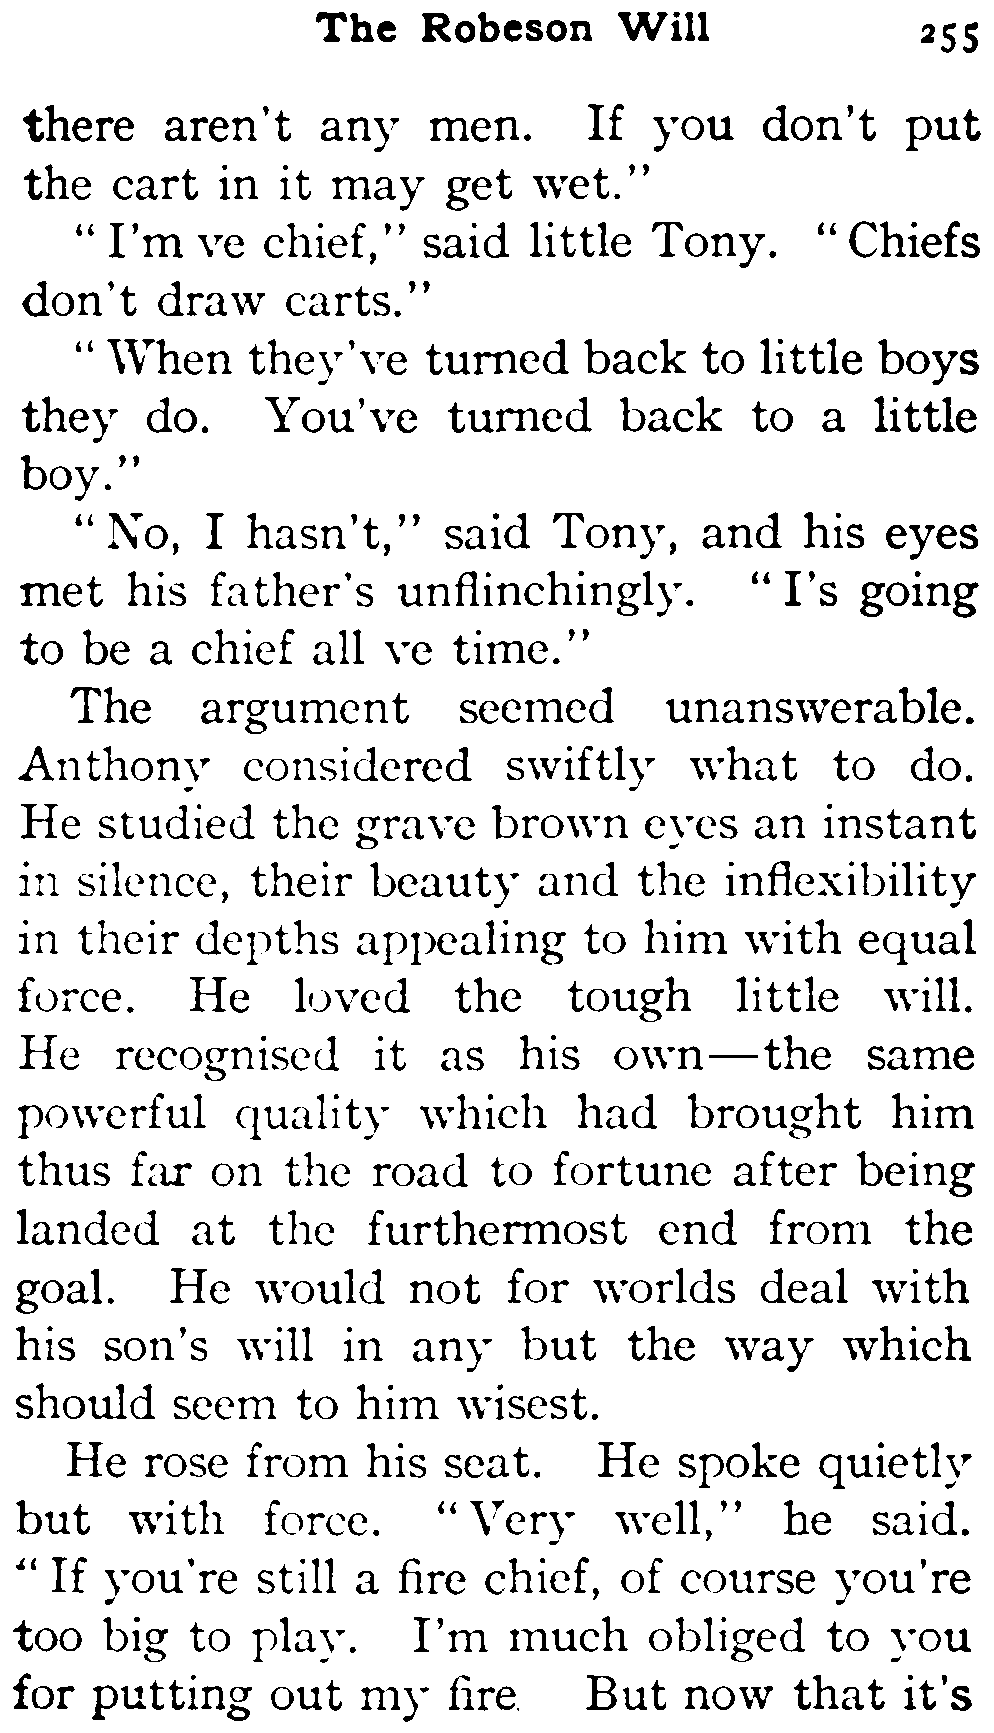 The Robeson Will 255
there aren't any men. If you don't put
the cart in it may get wet."
"I'm ve chief," said little Tony. "Chiefs
don't draw carts."
"When they've turned back to little boys
they do. You've turned back to a little
boy."
"No, I hasn't," said Tony, and his eyes
met his father's unflinchingly. "I's going
to be a chief all ve time."
The argument seemed unanswerable.
Anthony considered swiftly what to do.
He studied the grave brown eyes an instant
in silence, their beauty and the inflexibility
in their depths appealing to him with equal
force. He loved the tough little will.
He recognised it as his own—the same
powerful quality which had brought him
thus far on the road to fortune after being
landed at the furthermost end from the
goal. He would not for worlds deal with
his son's will in any but the way which
should seem to him wisest.
He rose from his seat. He spoke quietly
but with force. "Very well," he said.
"If you're still a fire chief, of course you're
too big to play. I'm much obliged to you
for putting out my fire. But now that it's